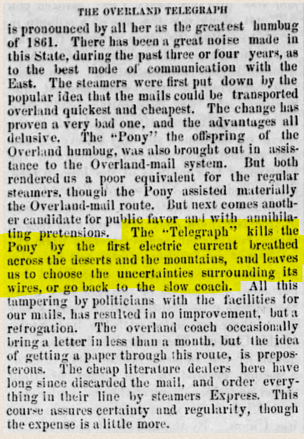 THE OVERLAND TELEGRAPH
is pronounced by all her as the greatest humbug
of 1861. There has been a great noise made in
this State, during the past three or four years, as
to the best mode of communication with the
East. The steamers were first put down by the
popular idea that the mails could be transported
overland quickest and cheapest. The change has
proven a very bad one, and the advantages all
delusive. The "Pony" the offspring of the
Overland humbug, was also brought out in assis-
tance to the Overland-mail system. But both
rendered us a poor equivalent for the regular
steamers, though the Pony assisted materially
the Overland-mail route. But next comes anoth-
er candidate for public favor and with annihila-
ting pretensions. The "Telegraph" kills the
Pony by the first electric current breathed
across the deserts and the mountains, and leaves
us to choose the uncertainties surrounding its
wires, or go back to the slow coach. All this
tampering by politicians with the facilities for
our mails, has resulted in no improvement, but a
retrogation. The overland coach occasionally
bring a letter in less than a month, but the idea
of getting a paper through this route, is prepos-
terous. The cheap literature dealers here have
long since discarded the mail, and order every-
thing in their line by steamers Express. This
course assures certainty and regularity, though
the expense is a little more.